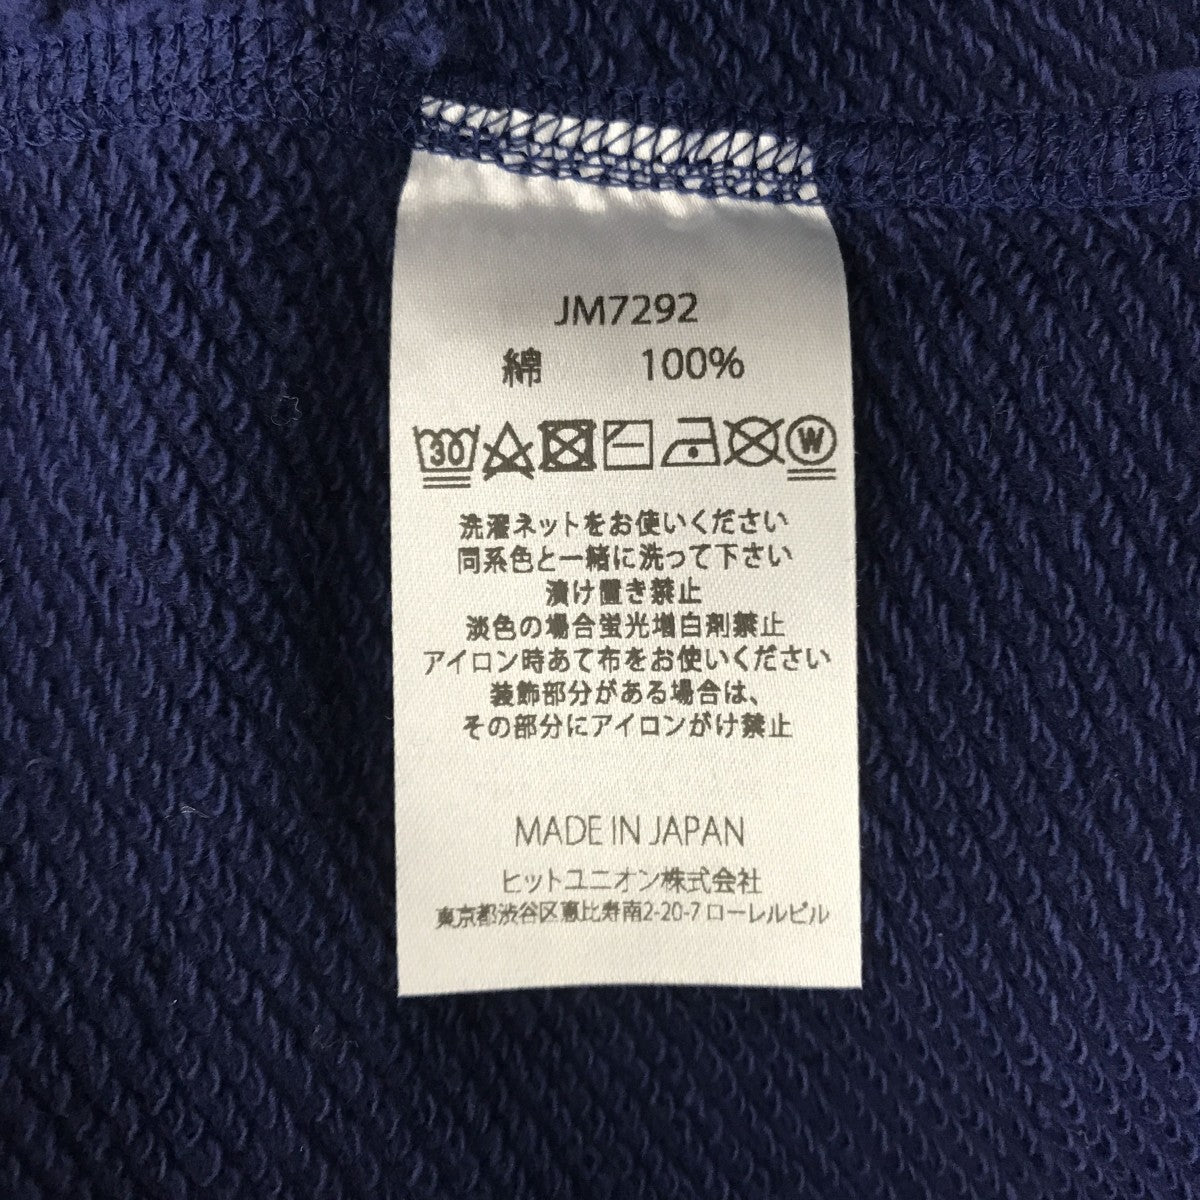 JM7292
綿 100%
30 W
洗濯ネットをお使いください
同系色と一緒に洗って下さい
漬け置き禁止
淡色の場合蛍光増白剤禁止
アイロン時あて布をお使いください
装飾部分がある場合は、
その部分にアイロンがけ禁止
MADE IN JAPAN
ヒットユニオン株式会社
東京都渋谷区恵比寿南2-20-7 ローレルビル